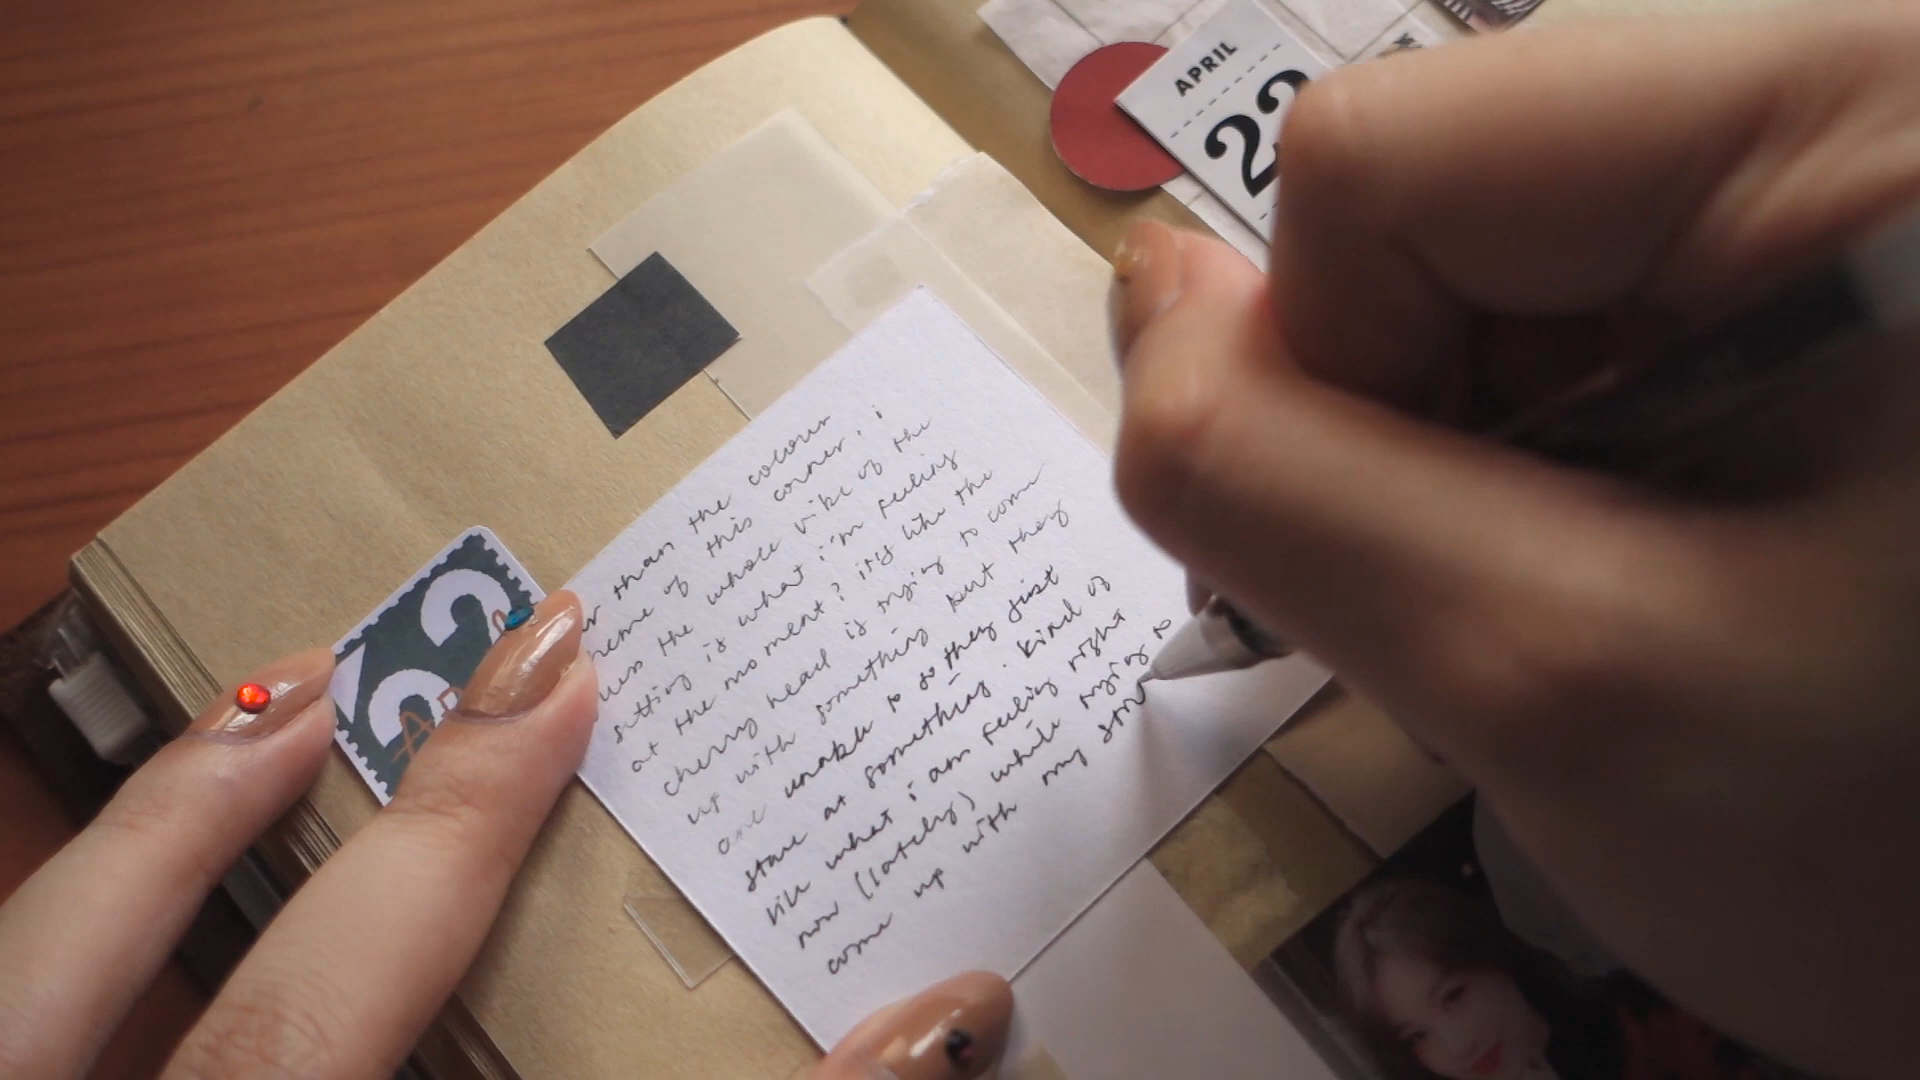 APRIL
22
22
than the colour
of this corner, i
the whole vibe of the
setting is what i'm feeling
at the moment? it's like the
cherry head is trying to come
up with something but they
are unable to so they just
stare at something. kind of
like what i am feeling right
now (lately) while trying to
come up with my